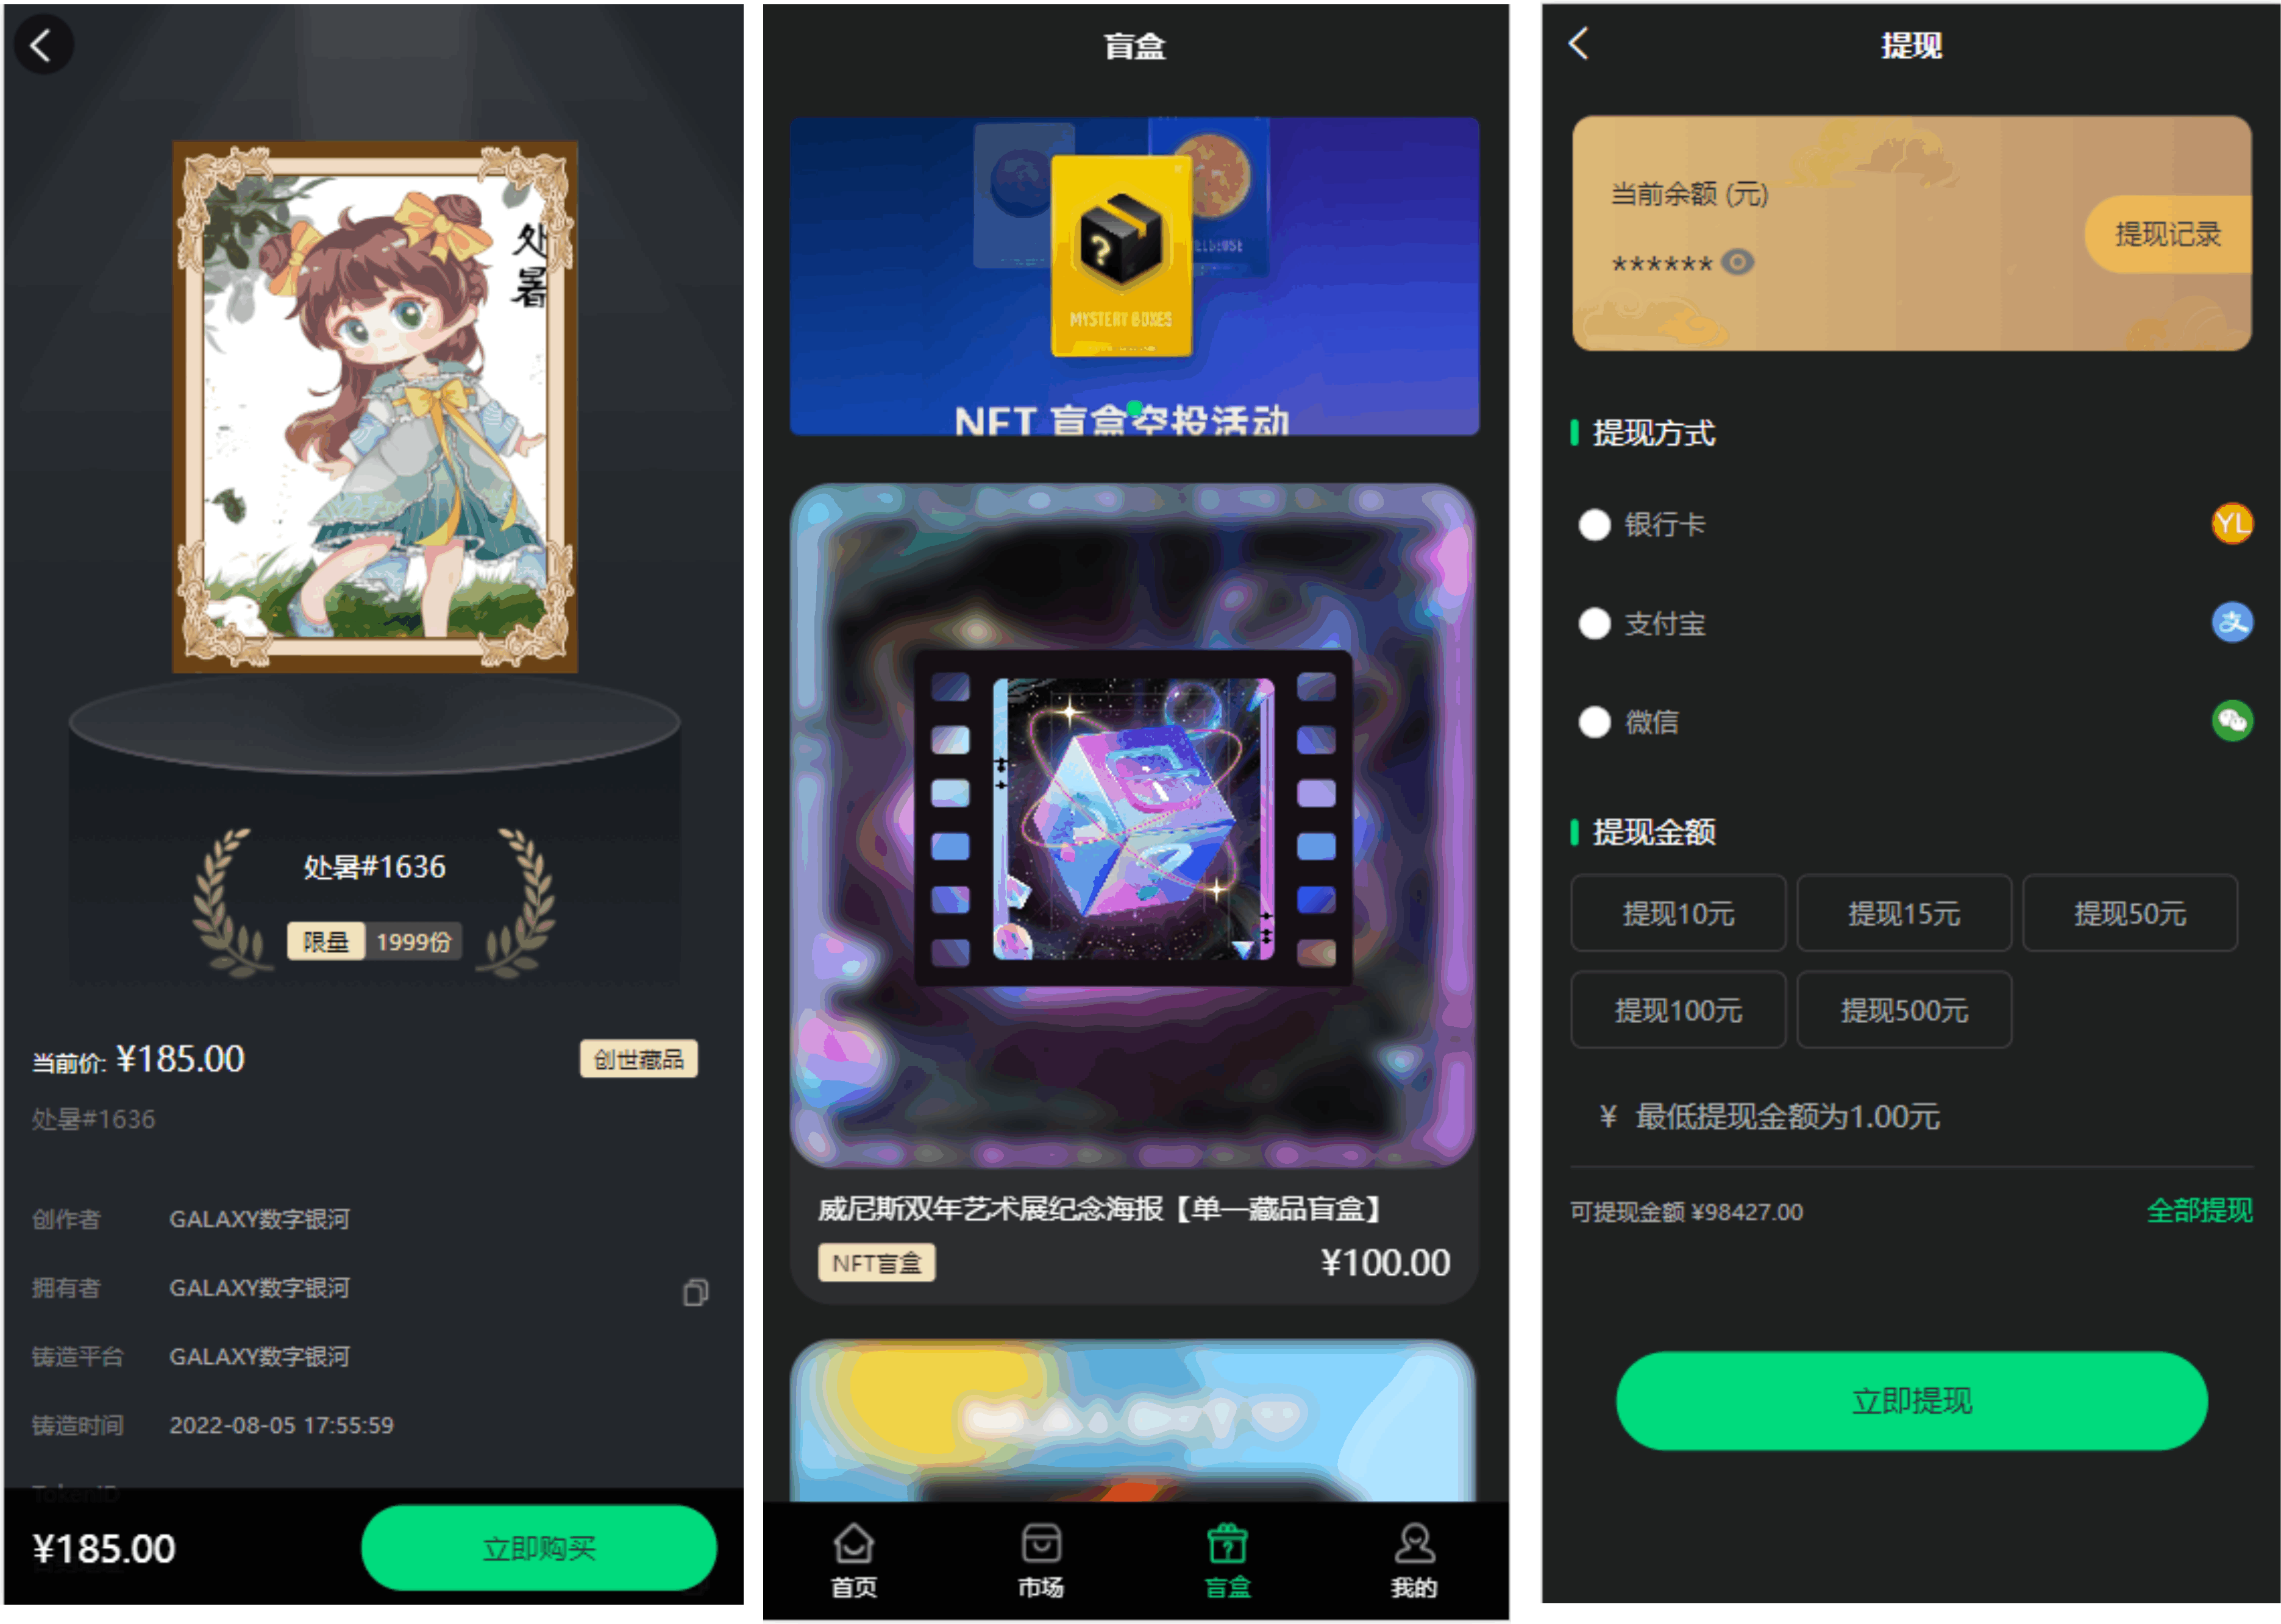 处
暑
处暑#1636
限量 1999份
当前价: ¥185.00
创世藏品
处暑#1636
创作者 GALAXY数字银河
拥有者 GALAXY数字银河
铸造平台 GALAXY数字银河
铸造时间 2022-08-05 17:55:59
TokenID
¥185.00
立即购买
盲盒
?
MYSTERY BOXES
NFT 盲盒空投活动
威尼斯双年艺术展纪念海报【单一藏品盲盒】
NFT盲盒
¥100.00
首页
市场
盲盒
我的
提现
当前余额 (元)
******
提现记录
提现方式
银行卡
YL
支付宝
支
微信
提现金额
提现10元
提现15元
提现50元
提现100元
提现500元
¥ 最低提现金额为1.00元
可提现金额 ¥98427.00
全部提现
立即提现